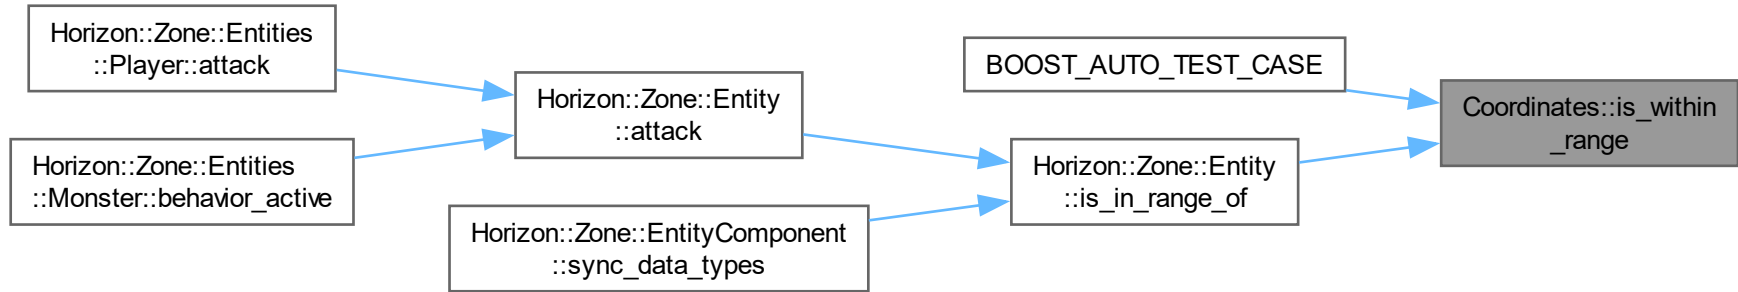 Horizon::Zone::Entities
::Player::attack
Horizon::Zone::Entities
::Monster::behavior_active
Horizon::Zone::Entity
::attack
Horizon::Zone::EntityComponent
::sync_data_types
BOOST_AUTO_TEST_CASE
Horizon::Zone::Entity
::is_in_range_of
Coordinates::is_within
_range